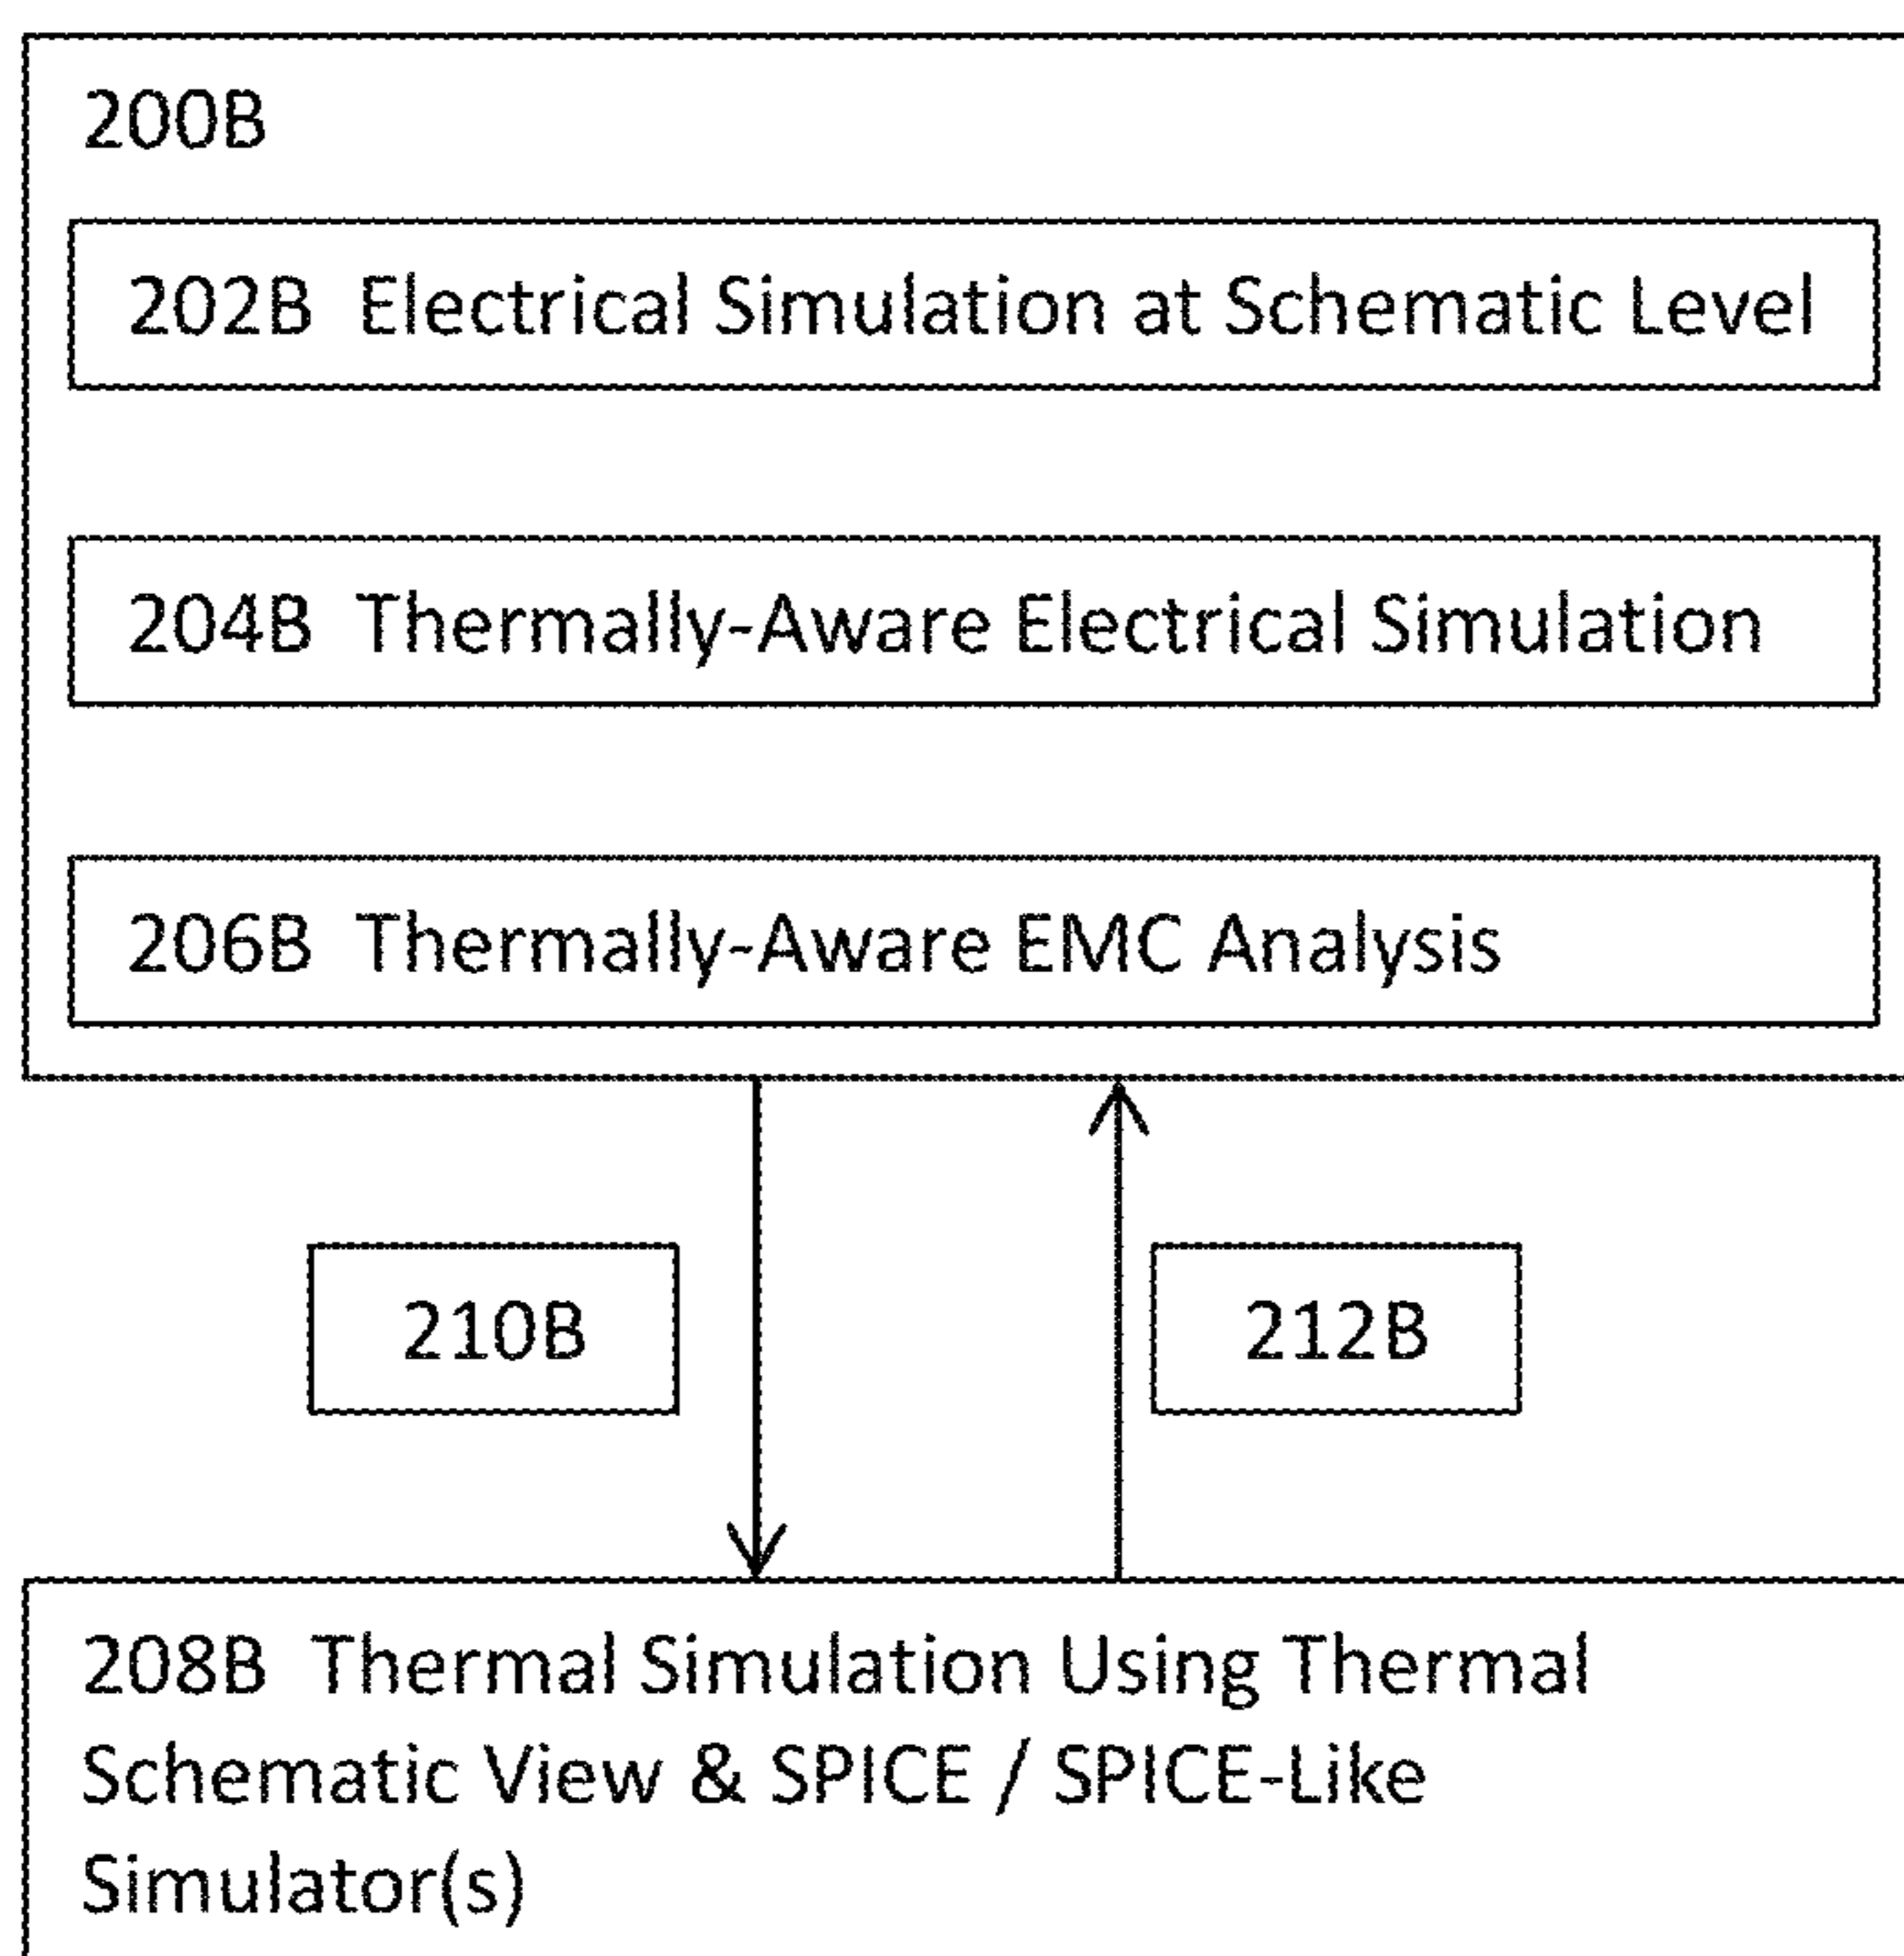 200B
202B Electrical Simulation at Schematic Level
204B Thermally-Aware Electrical Simulation
206B Thermally-Aware EMC Analysis
210B
212B
208B Thermal Simulation Using Thermal
Schematic View & SPICE / SPICE-Like
Simulator(s)